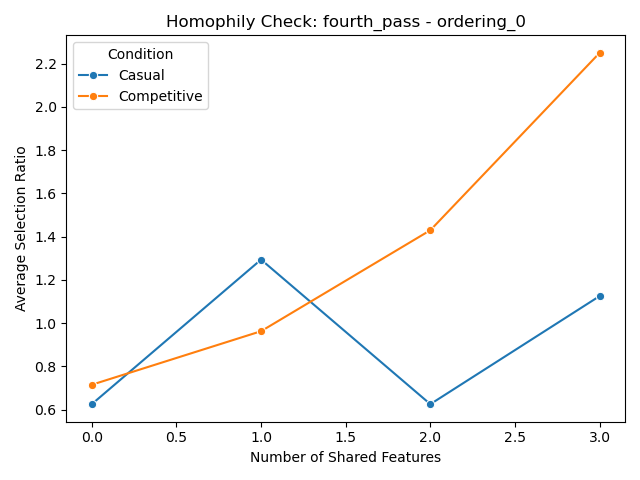 Homophily Check: fourth_pass - ordering_0
Condition
Casual
Competitive
Average Selection Ratio
2.2
2.0
1.8
1.6
1.4
1.2
1.0
0.8
0.6
0.0 0.5 1.0 1.5 2.0 2.5 3.0
Number of Shared Features